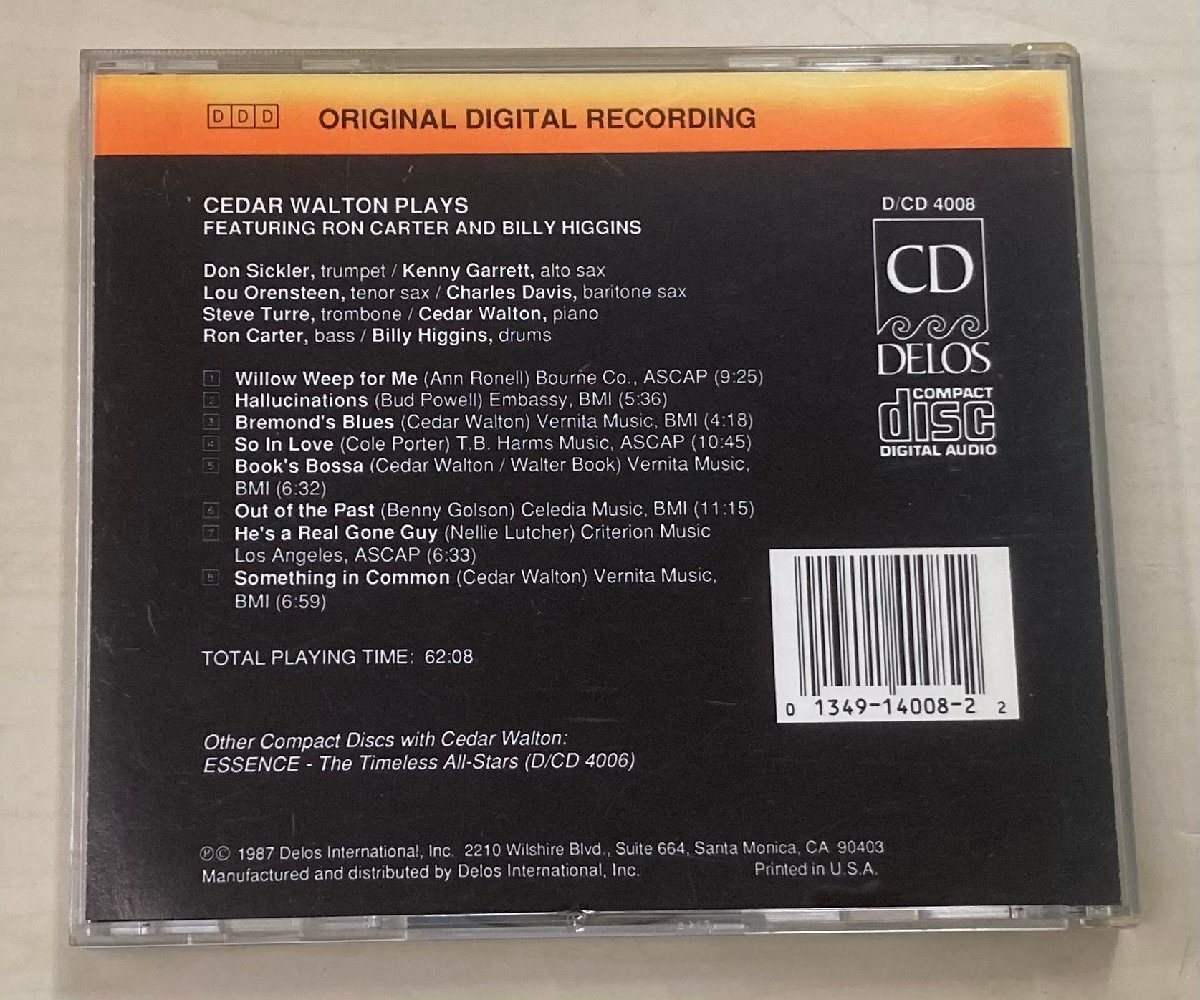 DDD ORIGINAL DIGITAL RECORDING
CEDAR WALTON PLAYS
FEATURING RON CARTER AND BILLY HIGGINS
Don Sickler, trumpet / Kenny Garrett, alto sax
Lou Orensteen, tenor sax / Charles Davis, baritone sax
Steve Turre, trombone / Cedar Walton, piano
Ron Carter, bass / Billy Higgins, drums
1 Willow Weep for Me (Ann Ronell) Bourne Co., ASCAP (9:25)
2 Hallucinations (Bud Powell) Embassy, BMI (5:36)
3 Bremond's Blues (Cedar Walton) Vernita Music, BMI (4:18)
4 So In Love (Cole Porter) T.B. Harms Music, ASCAP (10:45)
5 Book's Bossa (Cedar Walton / Walter Book) Vernita Music,
BMI (6:32)
6 Out of the Past (Benny Golson) Celedia Music, BMI (11:15)
7 He's a Real Gone Guy (Nellie Lutcher) Criterion Music
Los Angeles, ASCAP (6:33)
8 Something in Common (Cedar Walton) Vernita Music,
BMI (6:59)
TOTAL PLAYING TIME: 62:08
Other Compact Discs with Cedar Walton:
ESSENCE - The Timeless All-Stars (D/CD 4006)
D/CD 4008
CD
DELOS
COMPACT
disc
DIGITAL AUDIO
0 1349-14008-2 2
℗© 1987 Delos International, Inc. 2210 Wilshire Blvd., Suite 664, Santa Monica, CA 90403
Manufactured and distributed by Delos International, Inc. Printed in U.S.A.